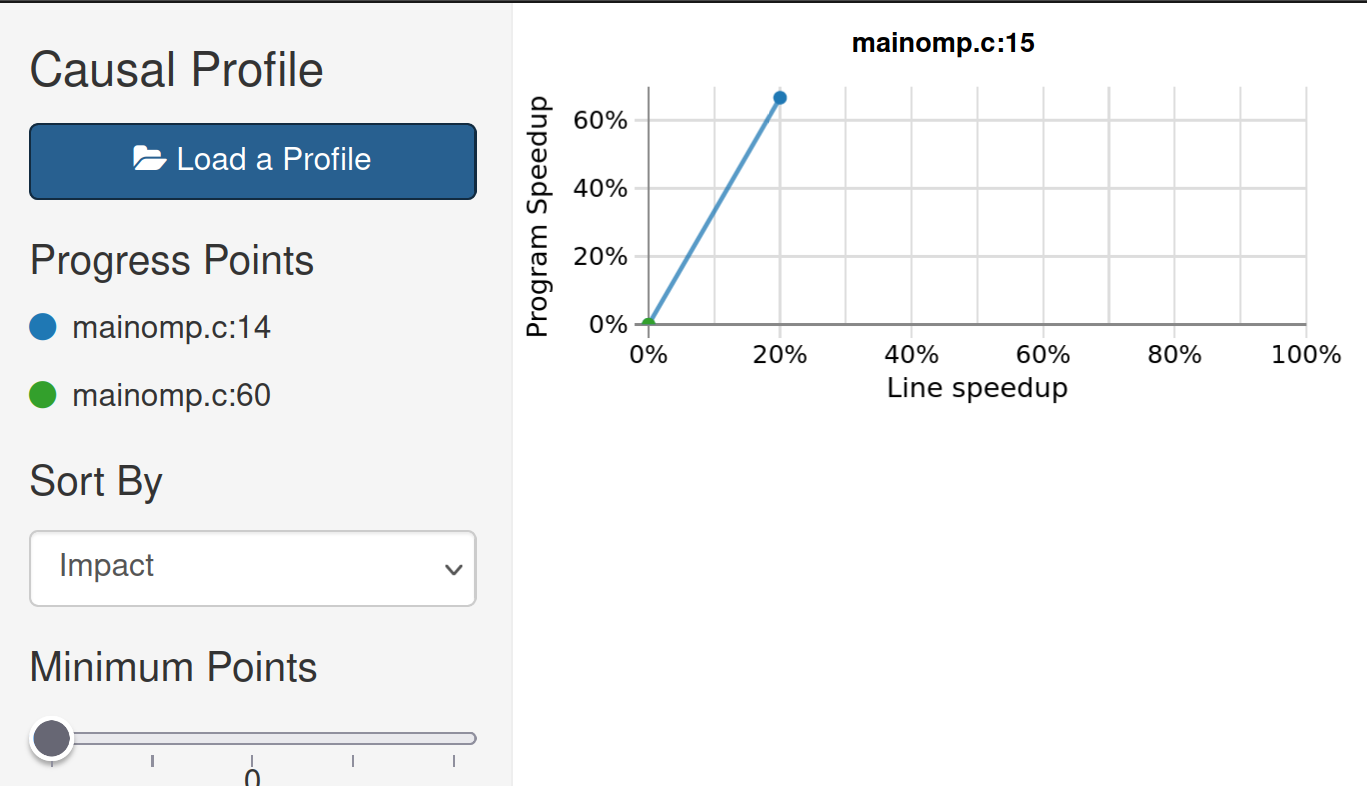 Causal Profile
Load a Profile
Progress Points
mainomp.c:14
mainomp.c:60
Sort By
Impact
Minimum Points
0
mainomp.c:15
Program Speedup
60%
40%
20%
0%
0% 20% 40% 60% 80% 100%
Line speedup